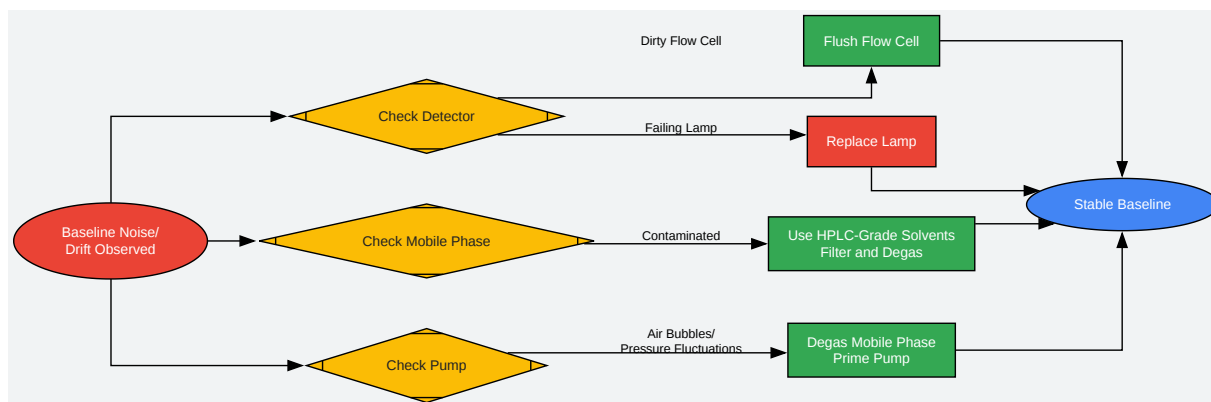 Dirty Flow Cell
Flush Flow Cell
Check Detector
Failing Lamp
Replace Lamp
Baseline Noise/
Drift Observed
Check Mobile Phase
Contaminated
Use HPLC-Grade Solvents
Filter and Degas
Stable Baseline
Check Pump
Air Bubbles/
Pressure Fluctuations
Degas Mobile Phase
Prime Pump